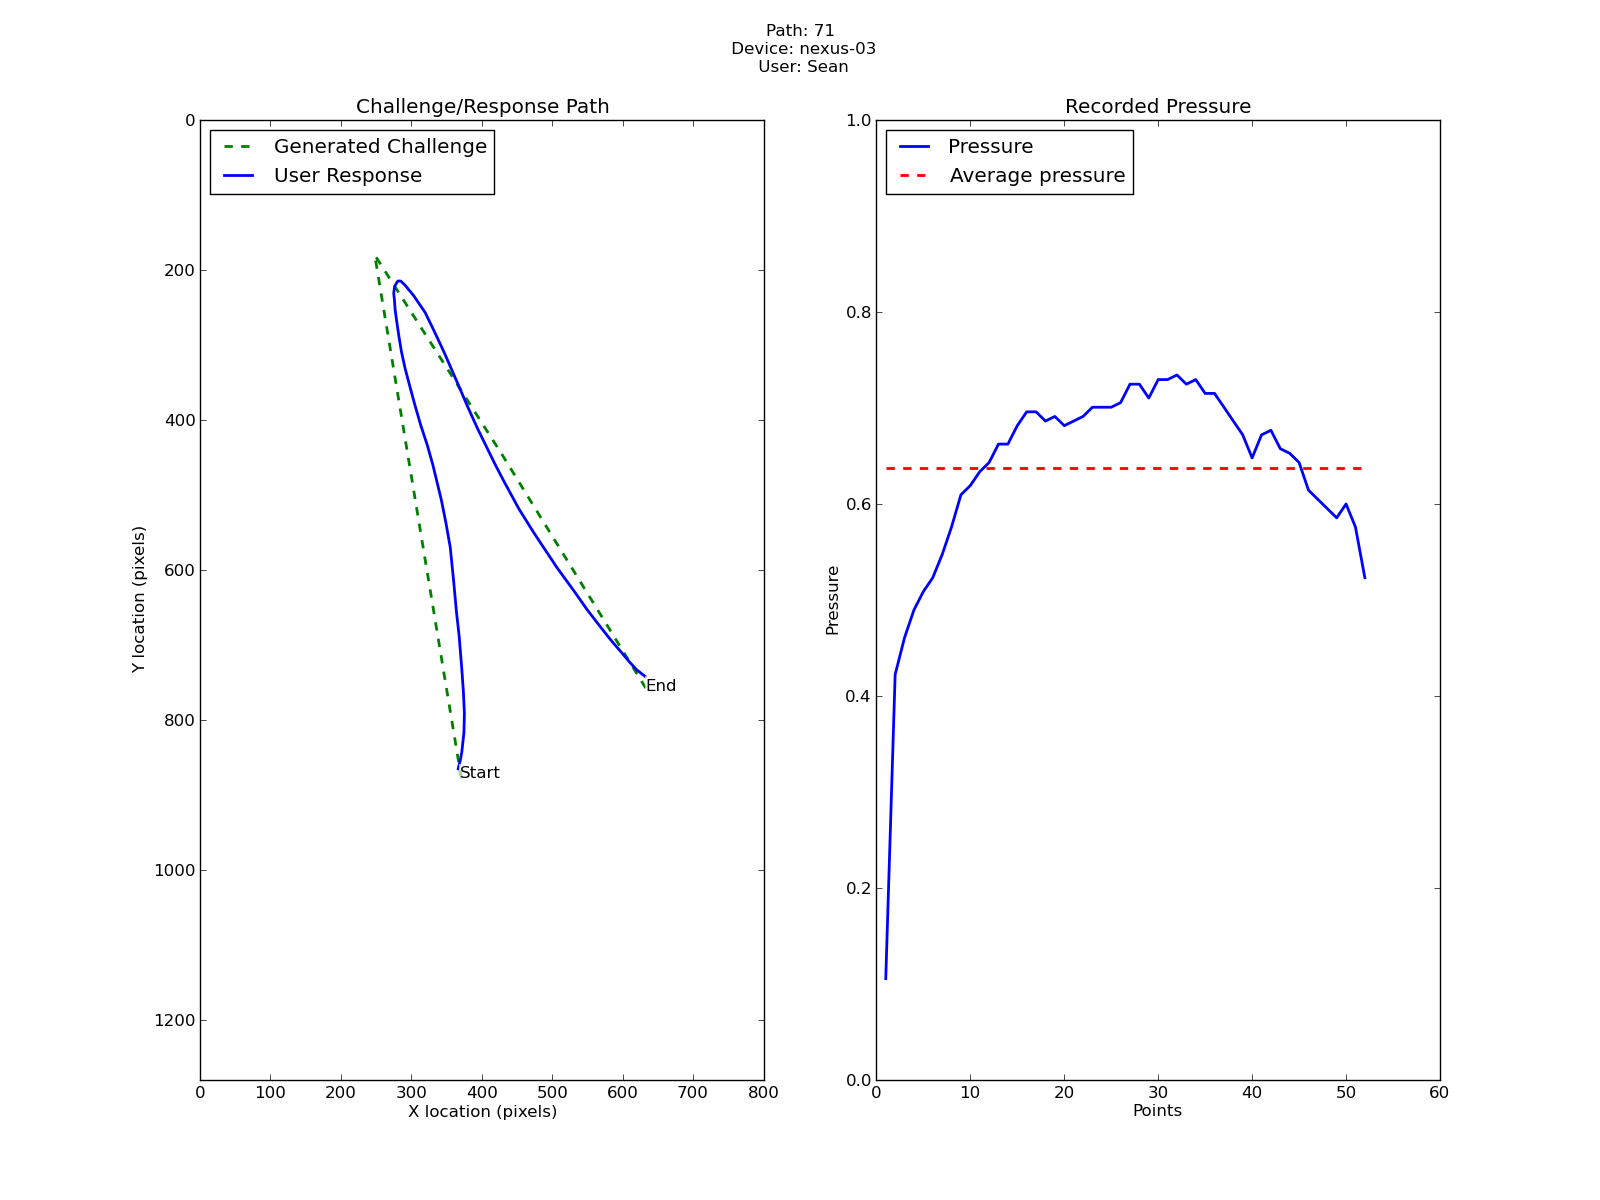 Path: 71
Device: nexus-03
User: Sean
Challenge/Response Path
Generated Challenge
User Response
0
200
400
600
800
1000
1200
Y location (pixels)
Start
End
0 100 200 300 400 500 600 700 800
X location (pixels)
Recorded Pressure
Pressure
Average pressure
1.0
0.8
0.6
0.4
0.2
0.0
Pressure
0 10 20 30 40 50 60
Points